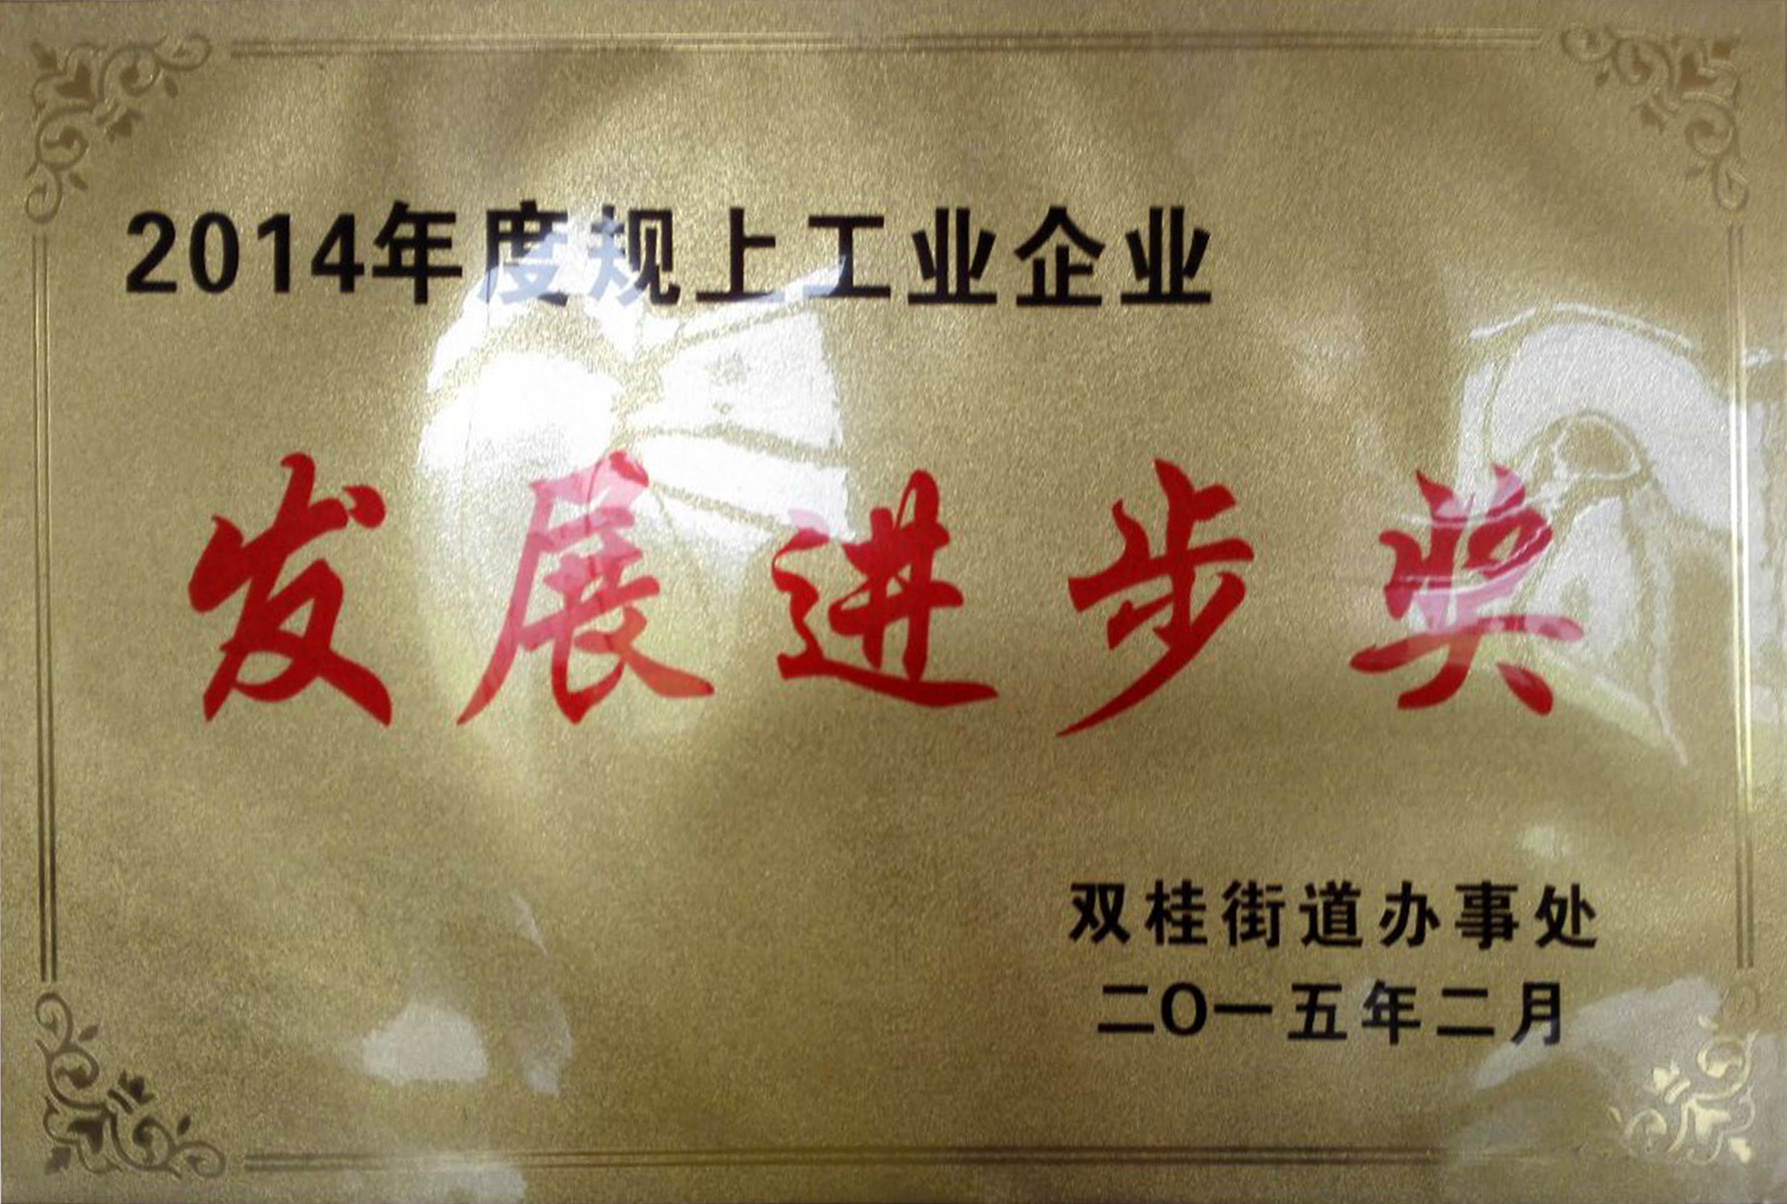 2014年度规上工业企业
发展进步奖
双桂街道办事处
二〇一五年二月